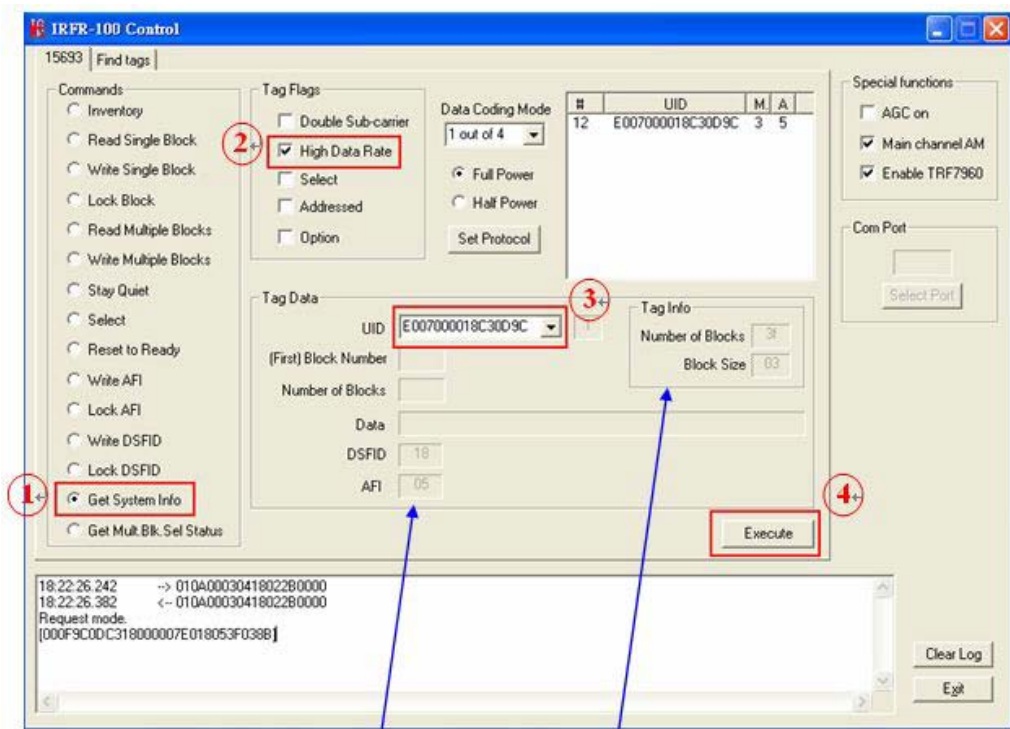 IRFR-100 Control
15693 Find tags
Commands
Inventory
Read Single Block
Write Single Block
Lock Block
Read Multiple Blocks
Write Multiple Blocks
Stay Quiet
Select
Reset to Ready
Write AFI
Lock AFI
Write DSFID
Lock DSFID
1 Get System Info
Get Mult.Blk.Sel Status
Tag Flags
Double Sub-carrier
2 High Data Rate
Select
Addressed
Option
Data Coding Mode
1 out of 4
Full Power
Half Power
Set Protocol
# UID M. A
12 E007000018C30D9C 3 5
Special functions
AGC on
Main channel AM
Enable TRF7960
Com Port
Select Port
Tag Data
UID E007000018C30D9C 1
3
(First) Block Number
Number of Blocks
Data
DSFID 18
AFI 05
Tag Info
Number of Blocks 3f
Block Size 03
4
Execute
18:22:26.242 --> 010A00030418022B0000
18:22:26.382 <-- 010A00030418022B0000
Request mode.
[000F9C0DC318000007E018053F038B]
Clear Log
Exit